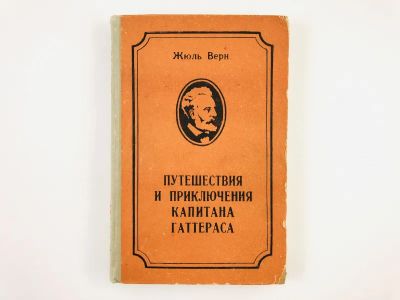 Жюль Верн
ПУТЕШЕСТВИЯ
И ПРИКЛЮЧЕНИЯ
КАПИТАНА
ГАТТЕРАСА